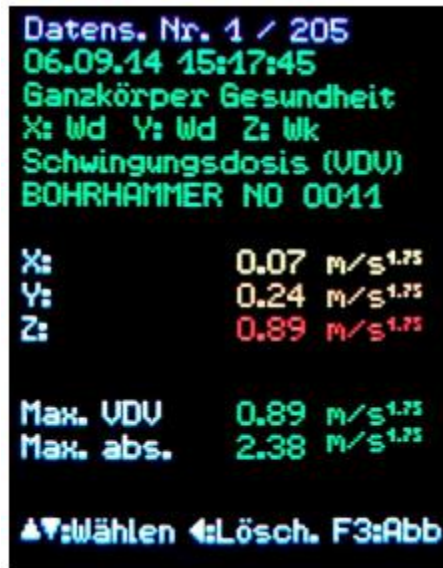 Datens. Nr. 1 / 205
06.09.14 15:17:45
Ganzkörper Gesundheit
X: Wd Y: Wd Z: Wk
Schwingungsdosis (VDV)
BOHRHAMMER NO 0011
X: 0.07 m/s¹·⁷⁵
Y: 0.24 m/s¹·⁷⁵
Z: 0.89 m/s¹·⁷⁵
Max. VDV 0.89 m/s¹·⁷⁵
Max. abs. 2.38 m/s¹·⁷⁵
▲▼:Wählen ◀:Lösch. F3:Abb